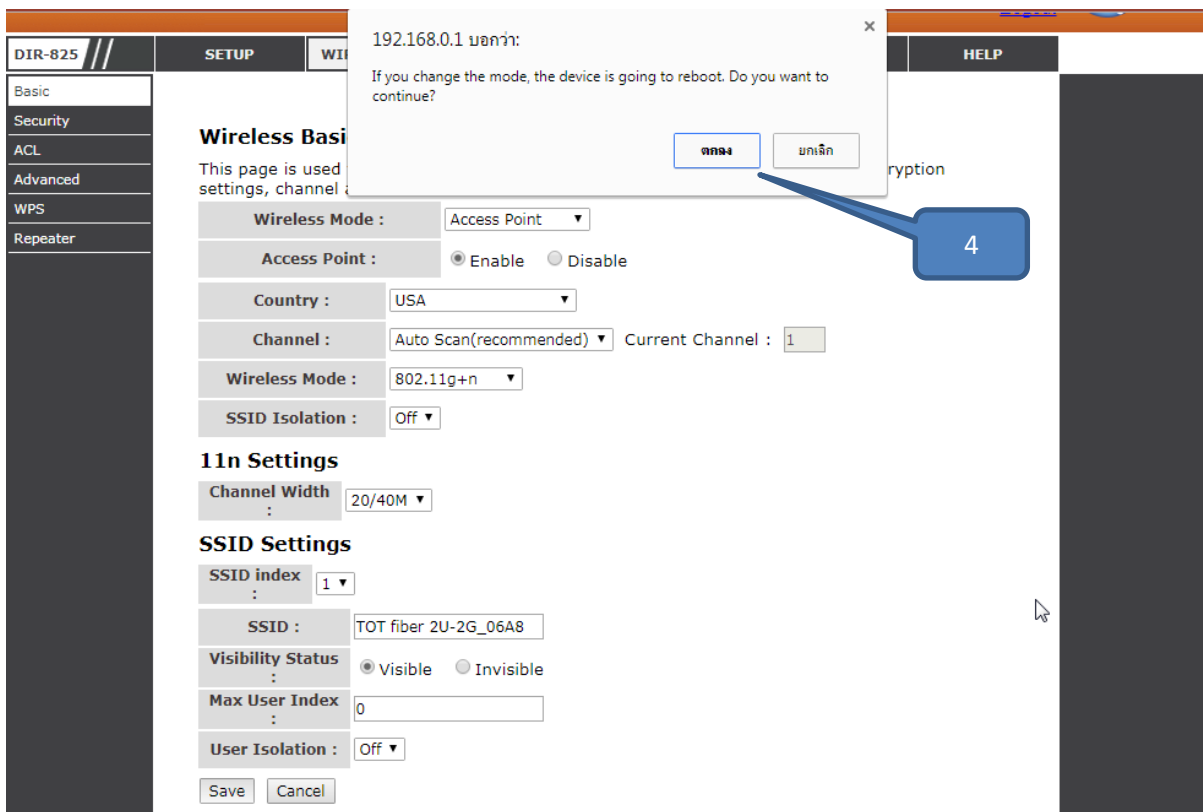 192.168.0.1 บอกว่า:
If you change the mode, the device is going to reboot. Do you want to
continue?
ตกลง ยกเลิก
DIR-825 SETUP HELP
Basic
Security
ACL
Advanced
WPS
Repeater
4
Wireless
This page is used
settings, channel
Wireless Mode : Access Point
Access Point : Enable Disable
Country : USA
Channel : Auto Scan(recommended) Current Channel : 1
Wireless Mode : 802.11g+n
SSID Isolation : Off
11n Settings
Channel Width : 20/40M
SSID Settings
SSID index : 1
SSID : TOT fiber 2U-2G_06A8
Visibility Status : Visible Invisible
Max User Index : 0
User Isolation : Off
Save Cancel